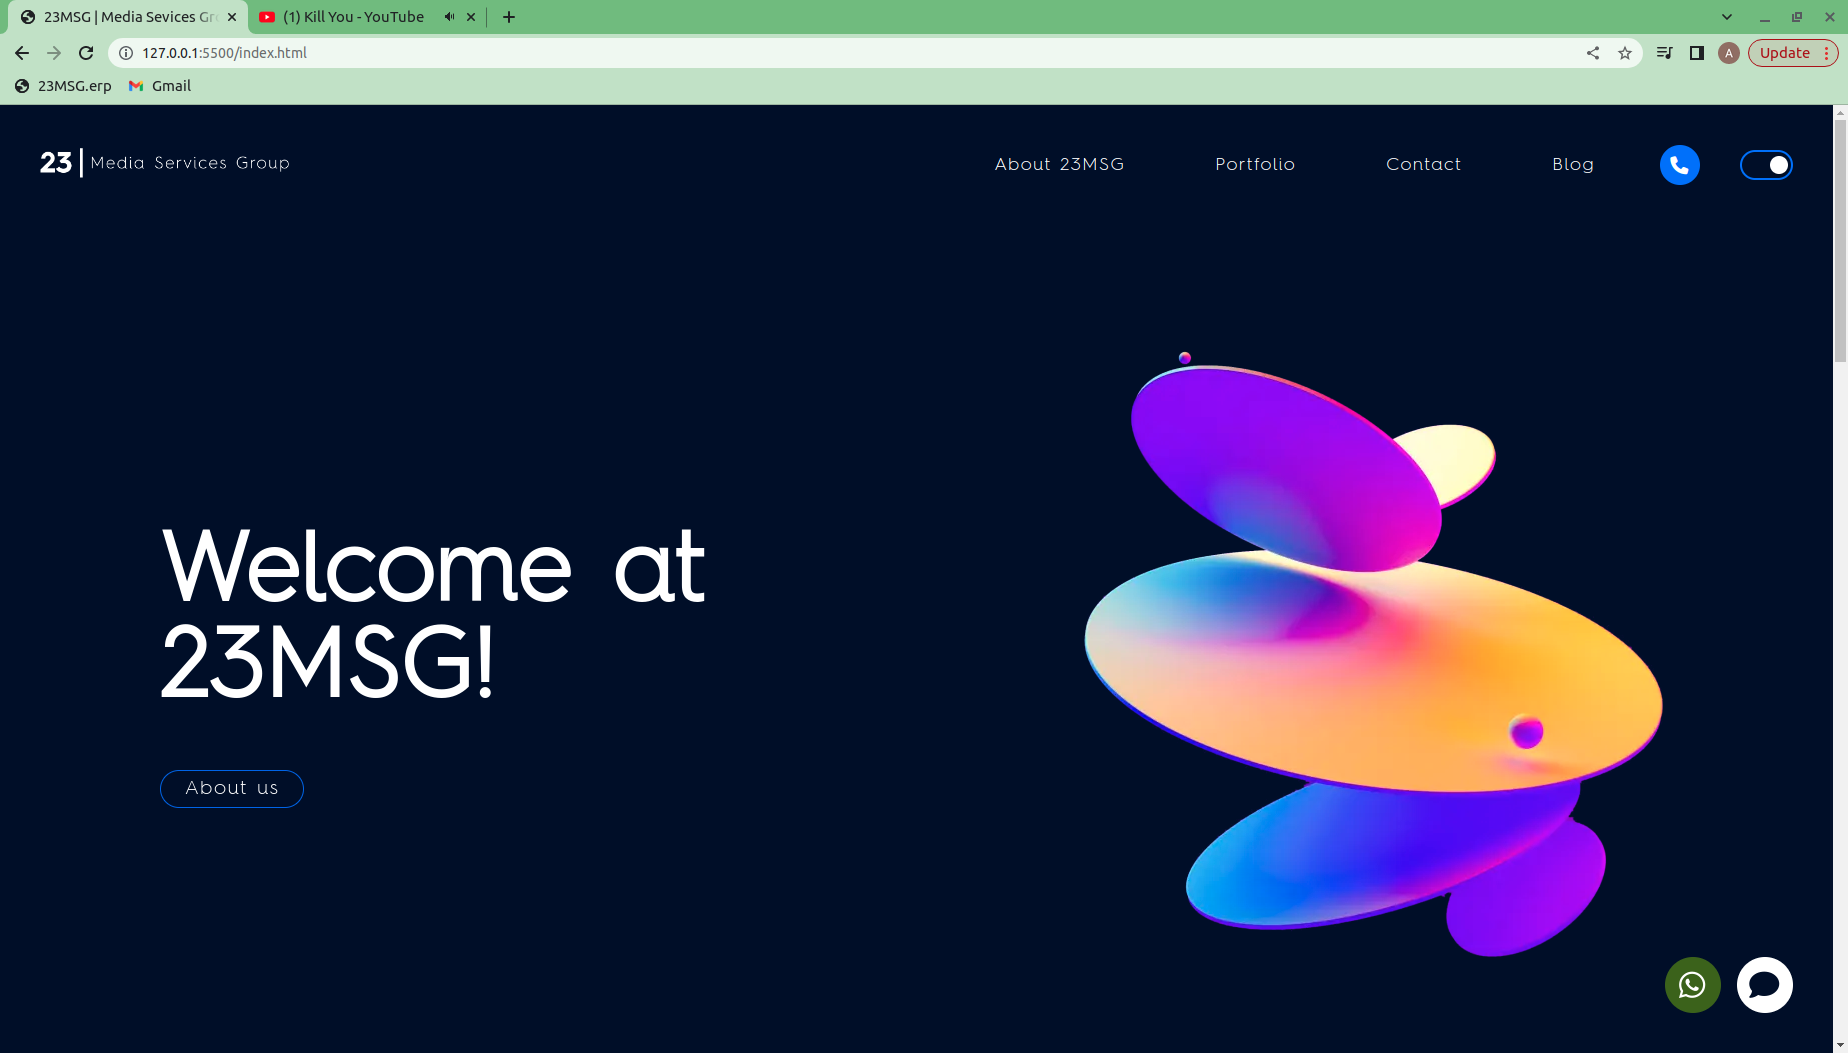 23MSG | Media Sevices Gr
(1) Kill You - YouTube
127.0.0.1:5500/index.html
A
Update
23MSG.erp
Gmail
23 | Media Services Group
About 23MSG
Portfolio
Contact
Blog
Welcome at
23MSG!
About us